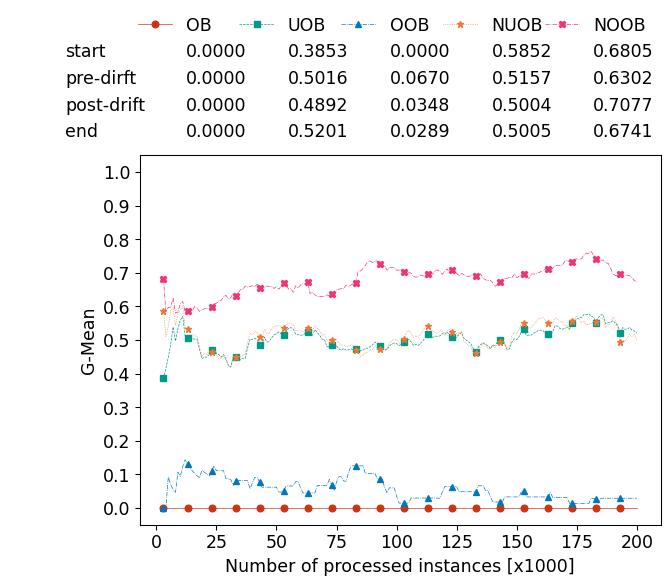 OB UOB OOB NUOB NOOB
start 0.0000 0.3853 0.0000 0.5852 0.6805
pre-dirft 0.0000 0.5016 0.0670 0.5157 0.6302
post-drift 0.0000 0.4892 0.0348 0.5004 0.7077
end 0.0000 0.5201 0.0289 0.5005 0.6741
1.0
0.9
0.8
0.7
0.6
0.5
0.4
0.3
0.2
0.1
0.0
G-Mean
0 25 50 75 100 125 150 175 200
Number of processed instances [x1000]